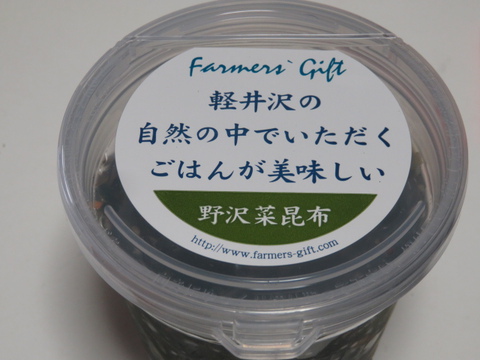 Farmers` Gift
軽井沢の
自然の中でいただく
ごはんが美味しい
野沢菜昆布
http://www.farmers-gift.com